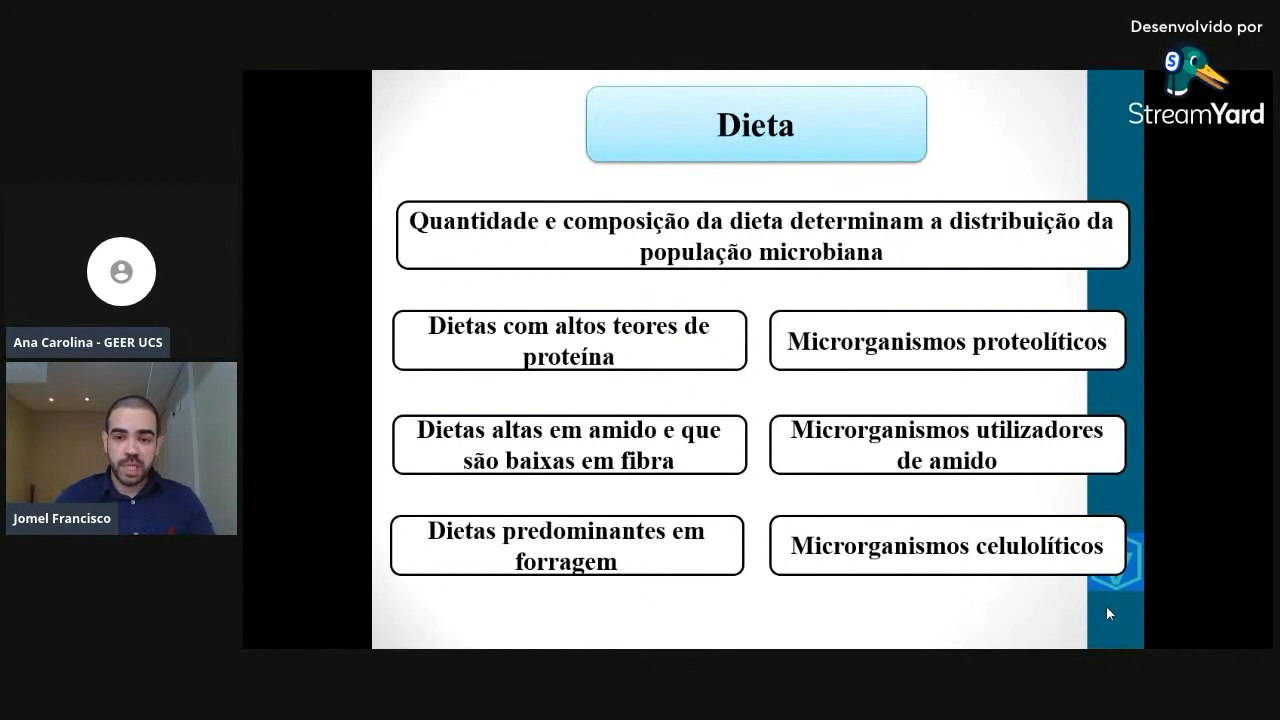 Desenvolvido por
StreamYard
Dieta
Quantidade e composição da dieta determinam a distribuição da
população microbiana
Dietas com altos teores de
proteína
Microrganismos proteolíticos
Dietas altas em amido e que
são baixas em fibra
Microrganismos utilizadores
de amido
Dietas predominantes em
forragem
Microrganismos celulolíticos
Ana Carolina - GEER UCS
Jomel Francisco